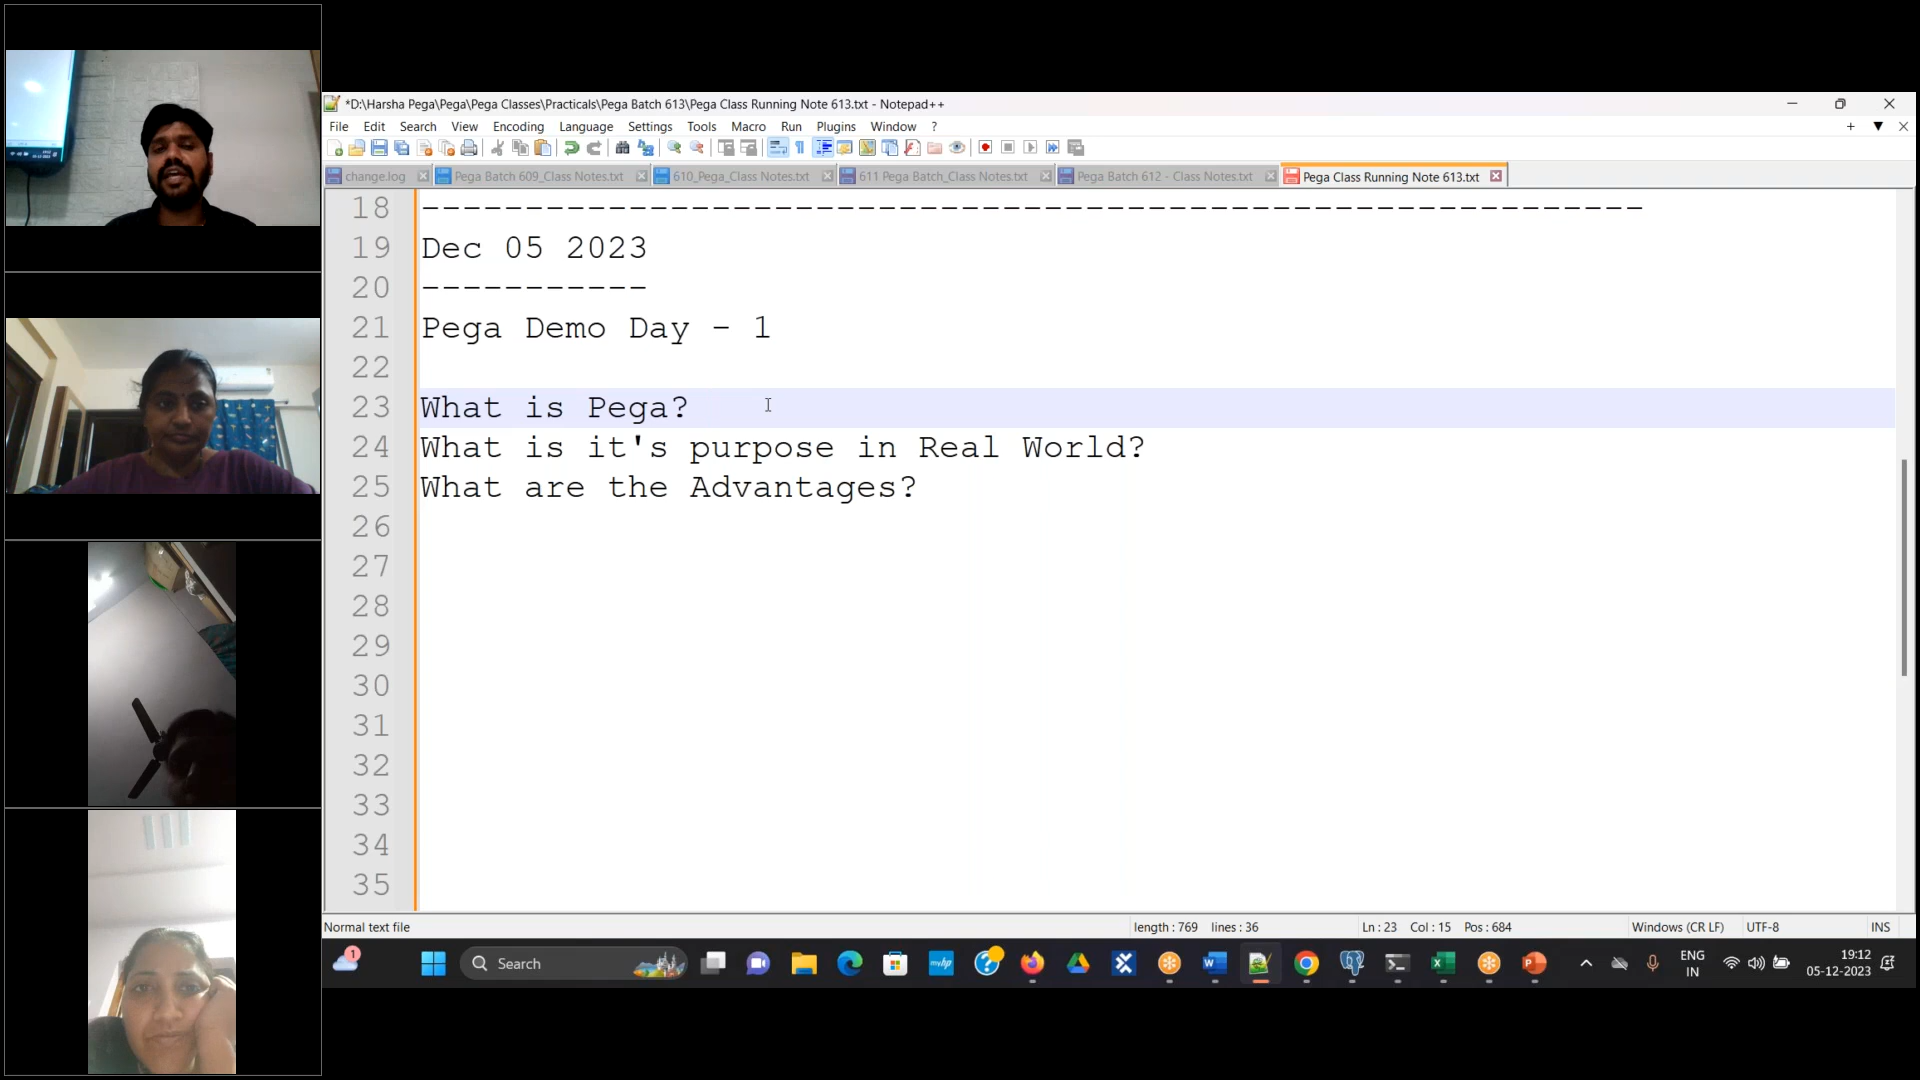 *D:\Harsha Pega\Pega\Pega Classes\Practicals\Pega Batch 613\Pega Class Running Note 613.txt - Notepad++
File Edit Search View Encoding Language Settings Tools Macro Run Plugins Window ?
change.log Pega Batch 609_Class Notes.txt 610_Pega_Class Notes.txt 611 Pega Batch_Class Notes.txt Pega Batch 612 - Class Notes.txt Pega Class Running Note 613.txt
18 -----------------------------------------------------------
19 Dec 05 2023
20 -----------
21 Pega Demo Day - 1
22
23 What is Pega?
24 What is it's purpose in Real World?
25 What are the Advantages?
26
27
28
29
30
31
32
33
34
35
Normal text file length : 769 lines : 36 Ln : 23 Col : 15 Pos : 684 Windows (CR LF) UTF-8 INS
1 Search myhp ENG 19:12
IN 05-12-2023